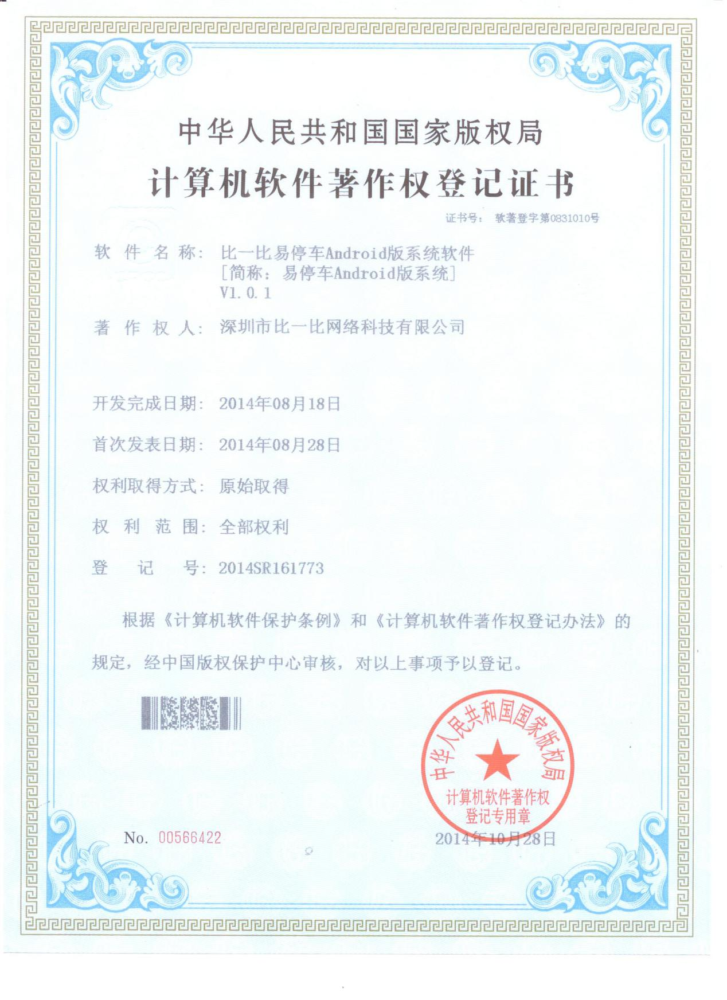 中华人民共和国国家版权局
计算机软件著作权登记证书
证书号： 软著登字第0831010号
软件名称： 比一比易停车Android版系统软件
[简称：易停车Android版系统]
V1.0.1
著作权人： 深圳市比一比网络科技有限公司
开发完成日期： 2014年08月18日
首次发表日期： 2014年08月28日
权利取得方式： 原始取得
权利范围： 全部权利
登记号： 2014SR161773
根据《计算机软件保护条例》和《计算机软件著作权登记办法》的
规定，经中国版权保护中心审核，对以上事项予以登记。
中华人民共和国国家版权局
计算机软件著作权
登记专用章
No. 00566422
2014年10月28日